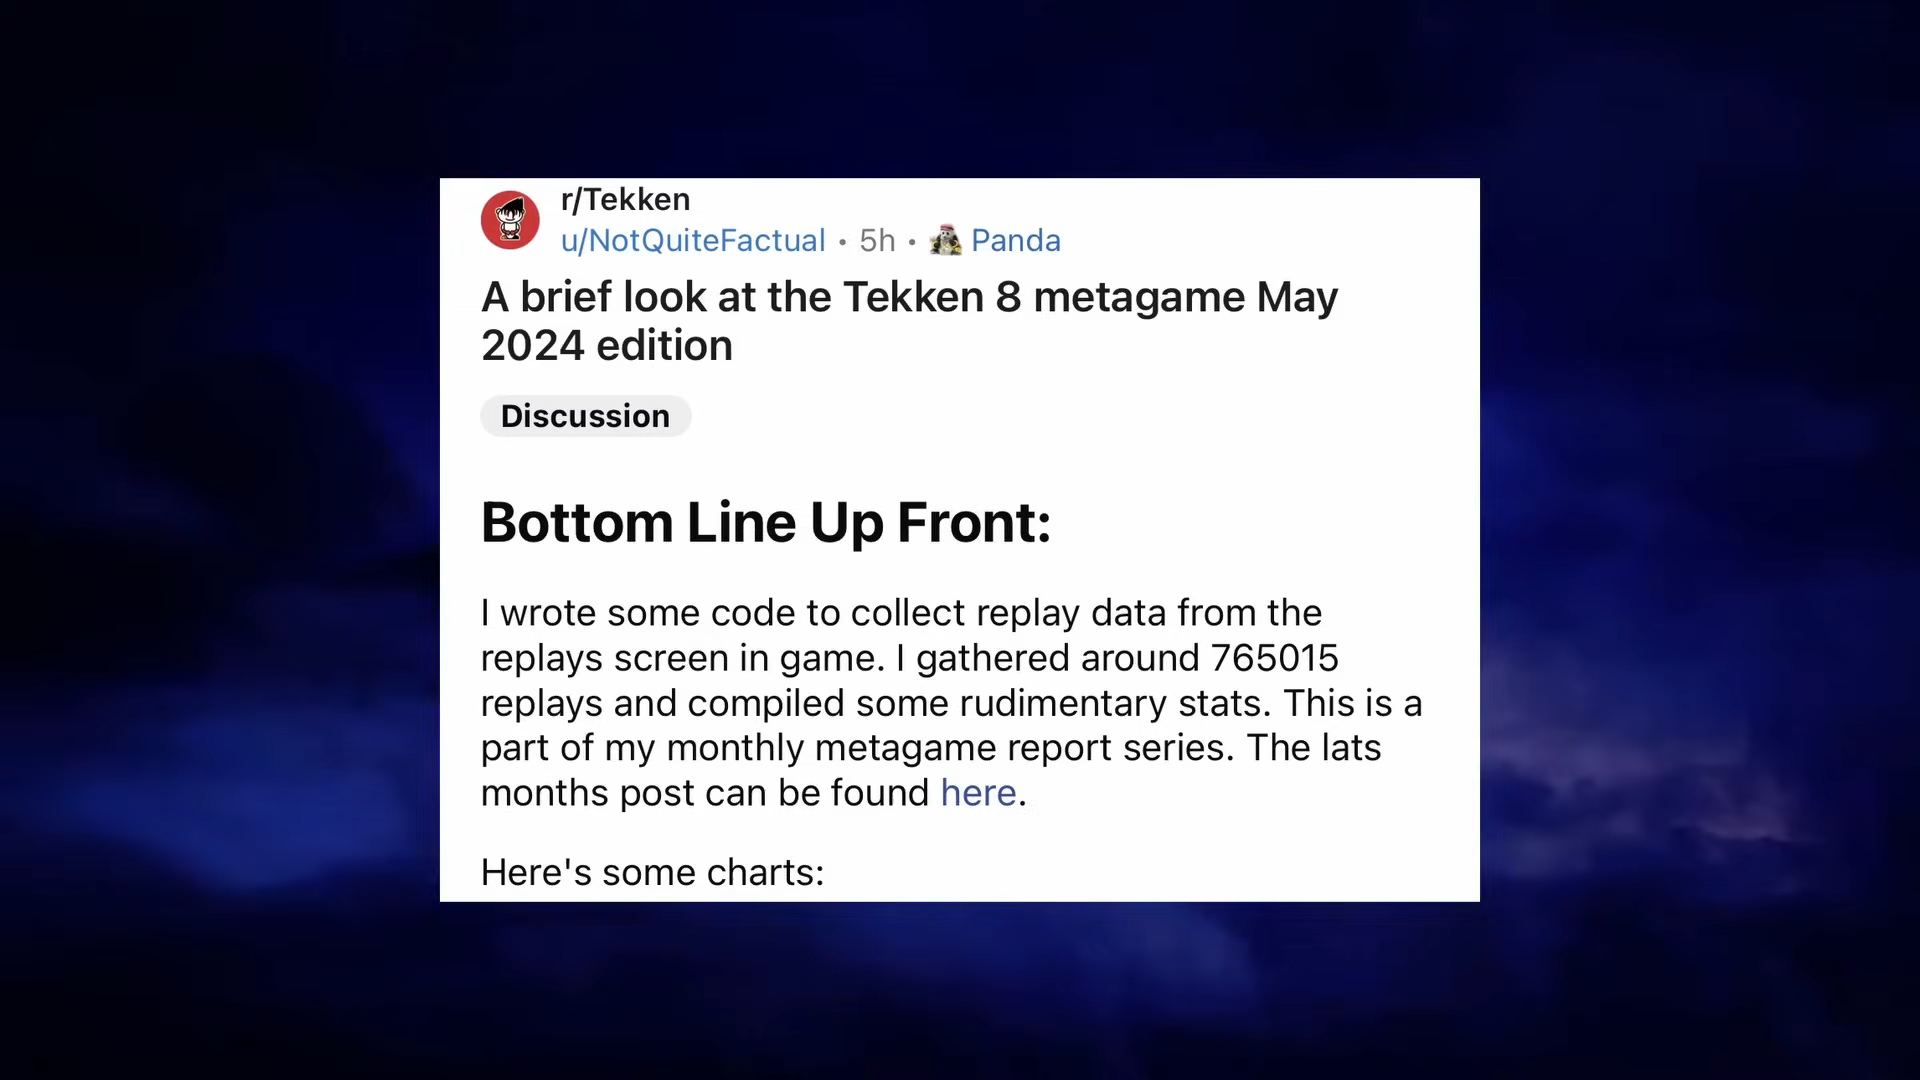 r/Tekken
u/NotQuiteFactual • 5h • Panda
A brief look at the Tekken 8 metagame May
2024 edition
Discussion
Bottom Line Up Front:
I wrote some code to collect replay data from the
replays screen in game. I gathered around 765015
replays and compiled some rudimentary stats. This is a
part of my monthly metagame report series. The lats
months post can be found here.
Here's some charts: